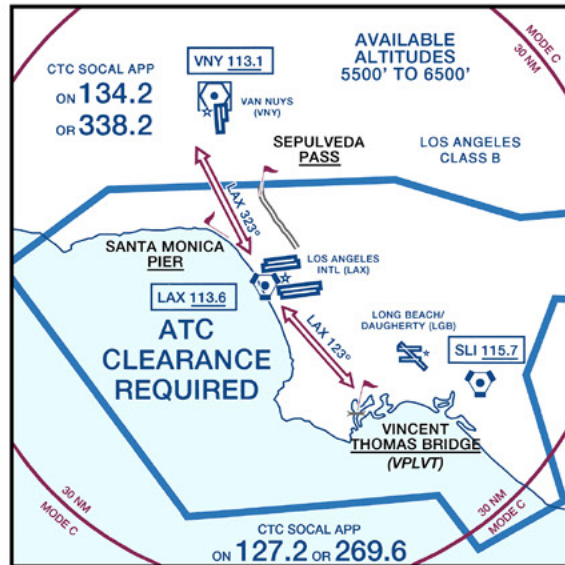 MODE C
30 NM
AVAILABLE
ALTITUDES
5500' TO 6500'
CTC SOCAL APP
ON 134.2
OR 338.2
VNY 113.1
VAN NUYS
(VNY)
SEPULVEDA
PASS
LOS ANGELES
CLASS B
LAX 323°
SANTA MONICA
PIER
LOS ANGELES
INTL (LAX)
LAX 113.6
ATC
CLEARANCE
REQUIRED
LAX 123°
LONG BEACH/
DAUGHERTY (LGB)
SLI 115.7
VINCENT
THOMAS BRIDGE
(VPLVT)
30 NM
MODE C
30 NM
MODE C
CTC SOCAL APP
ON 127.2 OR 269.6